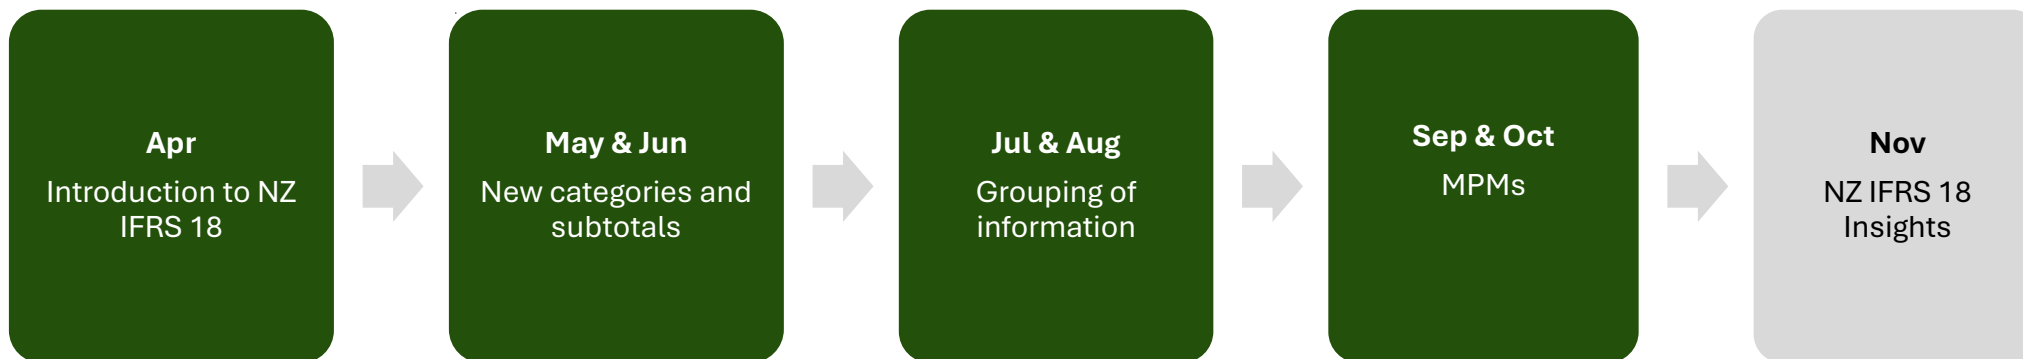 Apr
Introduction to NZ
IFRS 18
May & Jun
New categories and
subtotals
Jul & Aug
Grouping of
information
Sep & Oct
MPMs
Nov
NZ IFRS 18
Insights